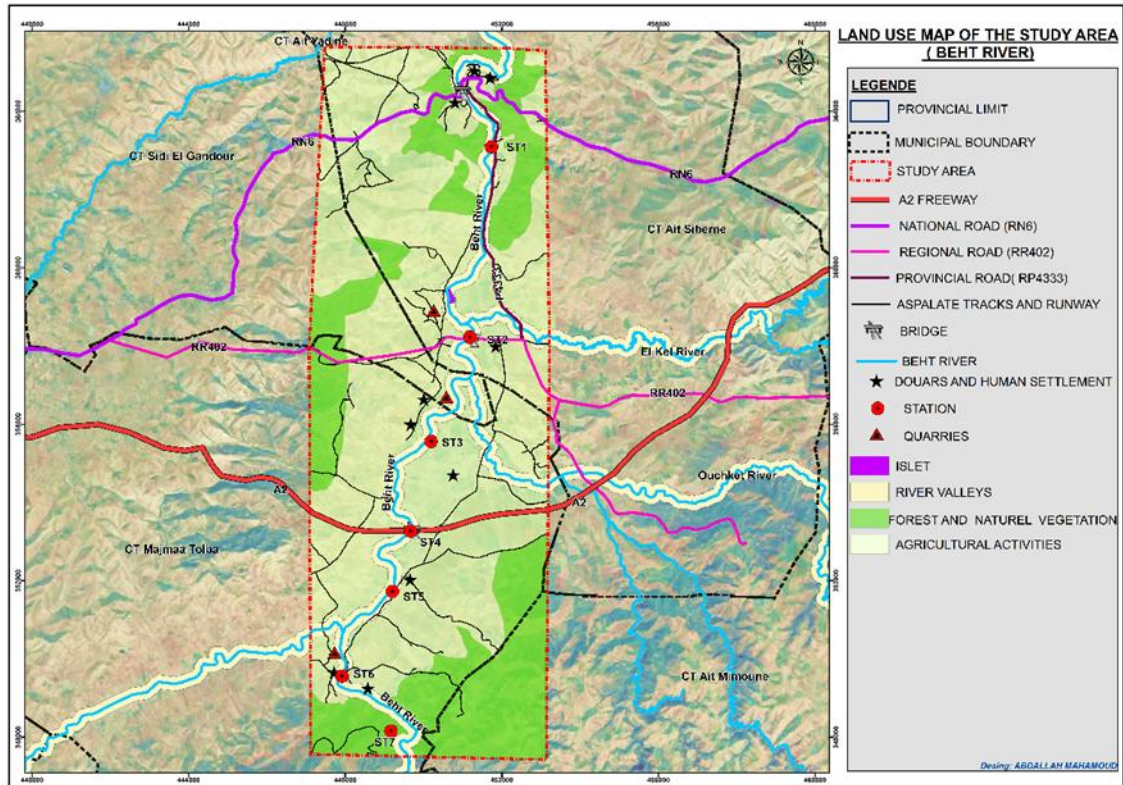 LAND USE MAP OF THE STUDY AREA
( BEHT RIVER)
LEGENDE
PROVINCIAL LIMIT
MUNICIPAL BOUNDARY
STUDY AREA
A2 FREEWAY
NATIONAL ROAD (RN6)
REGIONAL ROAD (RR402)
PROVINCIAL ROAD( RP4333)
ASPALATE TRACKS AND RUNWAY
BRIDGE
BEHT RIVER
DOUARS AND HUMAN SETTLEMENT
STATION
QUARRIES
ISLET
RIVER VALLEYS
FOREST AND NATUREL VEGETATION
AGRICULTURAL ACTIVITIES
Desing: ABDALLAH MAHAMOUD
CT Ait Yadine
CT Sidi El Gandour
RN6
ST1
RN6
Beht River
CT Ait Siberne
P4333
RR402
ST2
El Kel River
RR402
ST3
Beht River
Ouchket River
A2
A2
ST4
CT Majmaa Tolba
ST5
ST6
CT Ait Mimoune
Beht River
ST7